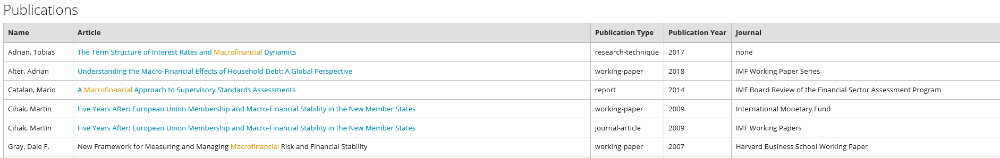 Publications
Name Article Publication Type Publication Year Journal
Adrian, Tobias The Term Structure of Interest Rates and Macrofinancial Dynamics research-technique 2017 none
Alter, Adrian Understanding the Macro-Financial Effects of Household Debt: A Global Perspective working-paper 2018 IMF Working Paper Series
Catalan, Mario A Macrofinancial Approach to Supervisory Standards Assessments report 2014 IMF Board Review of the Financial Sector Assessment Program
Cihak, Martin Five Years After: European Union Membership and Macro-Financial Stability in the New Member States working-paper 2009 International Monetary Fund
Cihak, Martin Five Years After: European Union Membership and Macro-Financial Stability in the New Member States journal-article 2009 IMF Working Papers
Gray, Dale F. New Framework for Measuring and Managing Macrofinancial Risk and Financial Stability working-paper 2007 Harvard Business School Working Paper